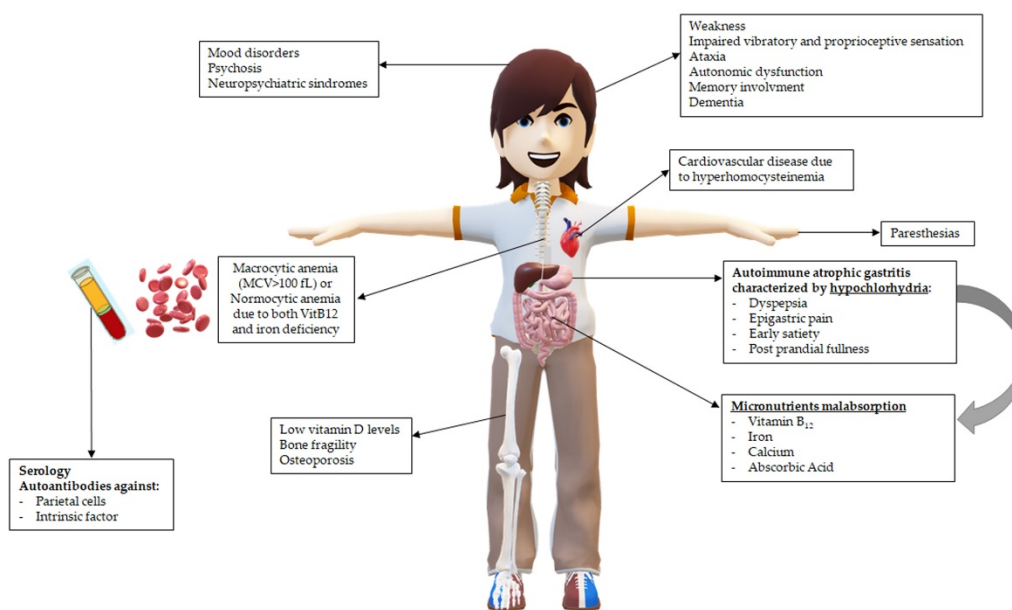 Mood disorders
Psychosis
Neuropsychiatric sindromes
Weakness
Impaired vibratory and proprioceptive sensation
Ataxia
Autonomic dysfunction
Memory involvment
Dementia
Cardiovascular disease due
to hyperhomocysteinemia
Paresthesias
Macrocytic anemia
(MCV>100 fL) or
Normocytic anemia
due to both VitB12
and iron deficiency
Autoimmune atrophic gastritis
characterized by hypochlorhydria:
- Dyspepsia
- Epigastric pain
- Early satiety
- Post prandial fullness
Micronutrients malabsorption
- Vitamin B₁₂
- Iron
- Calcium
- Abscorbic Acid
Low vitamin D levels
Bone fragility
Osteoporosis
Serology
Autoantibodies against:
- Parietal cells
- Intrinsic factor